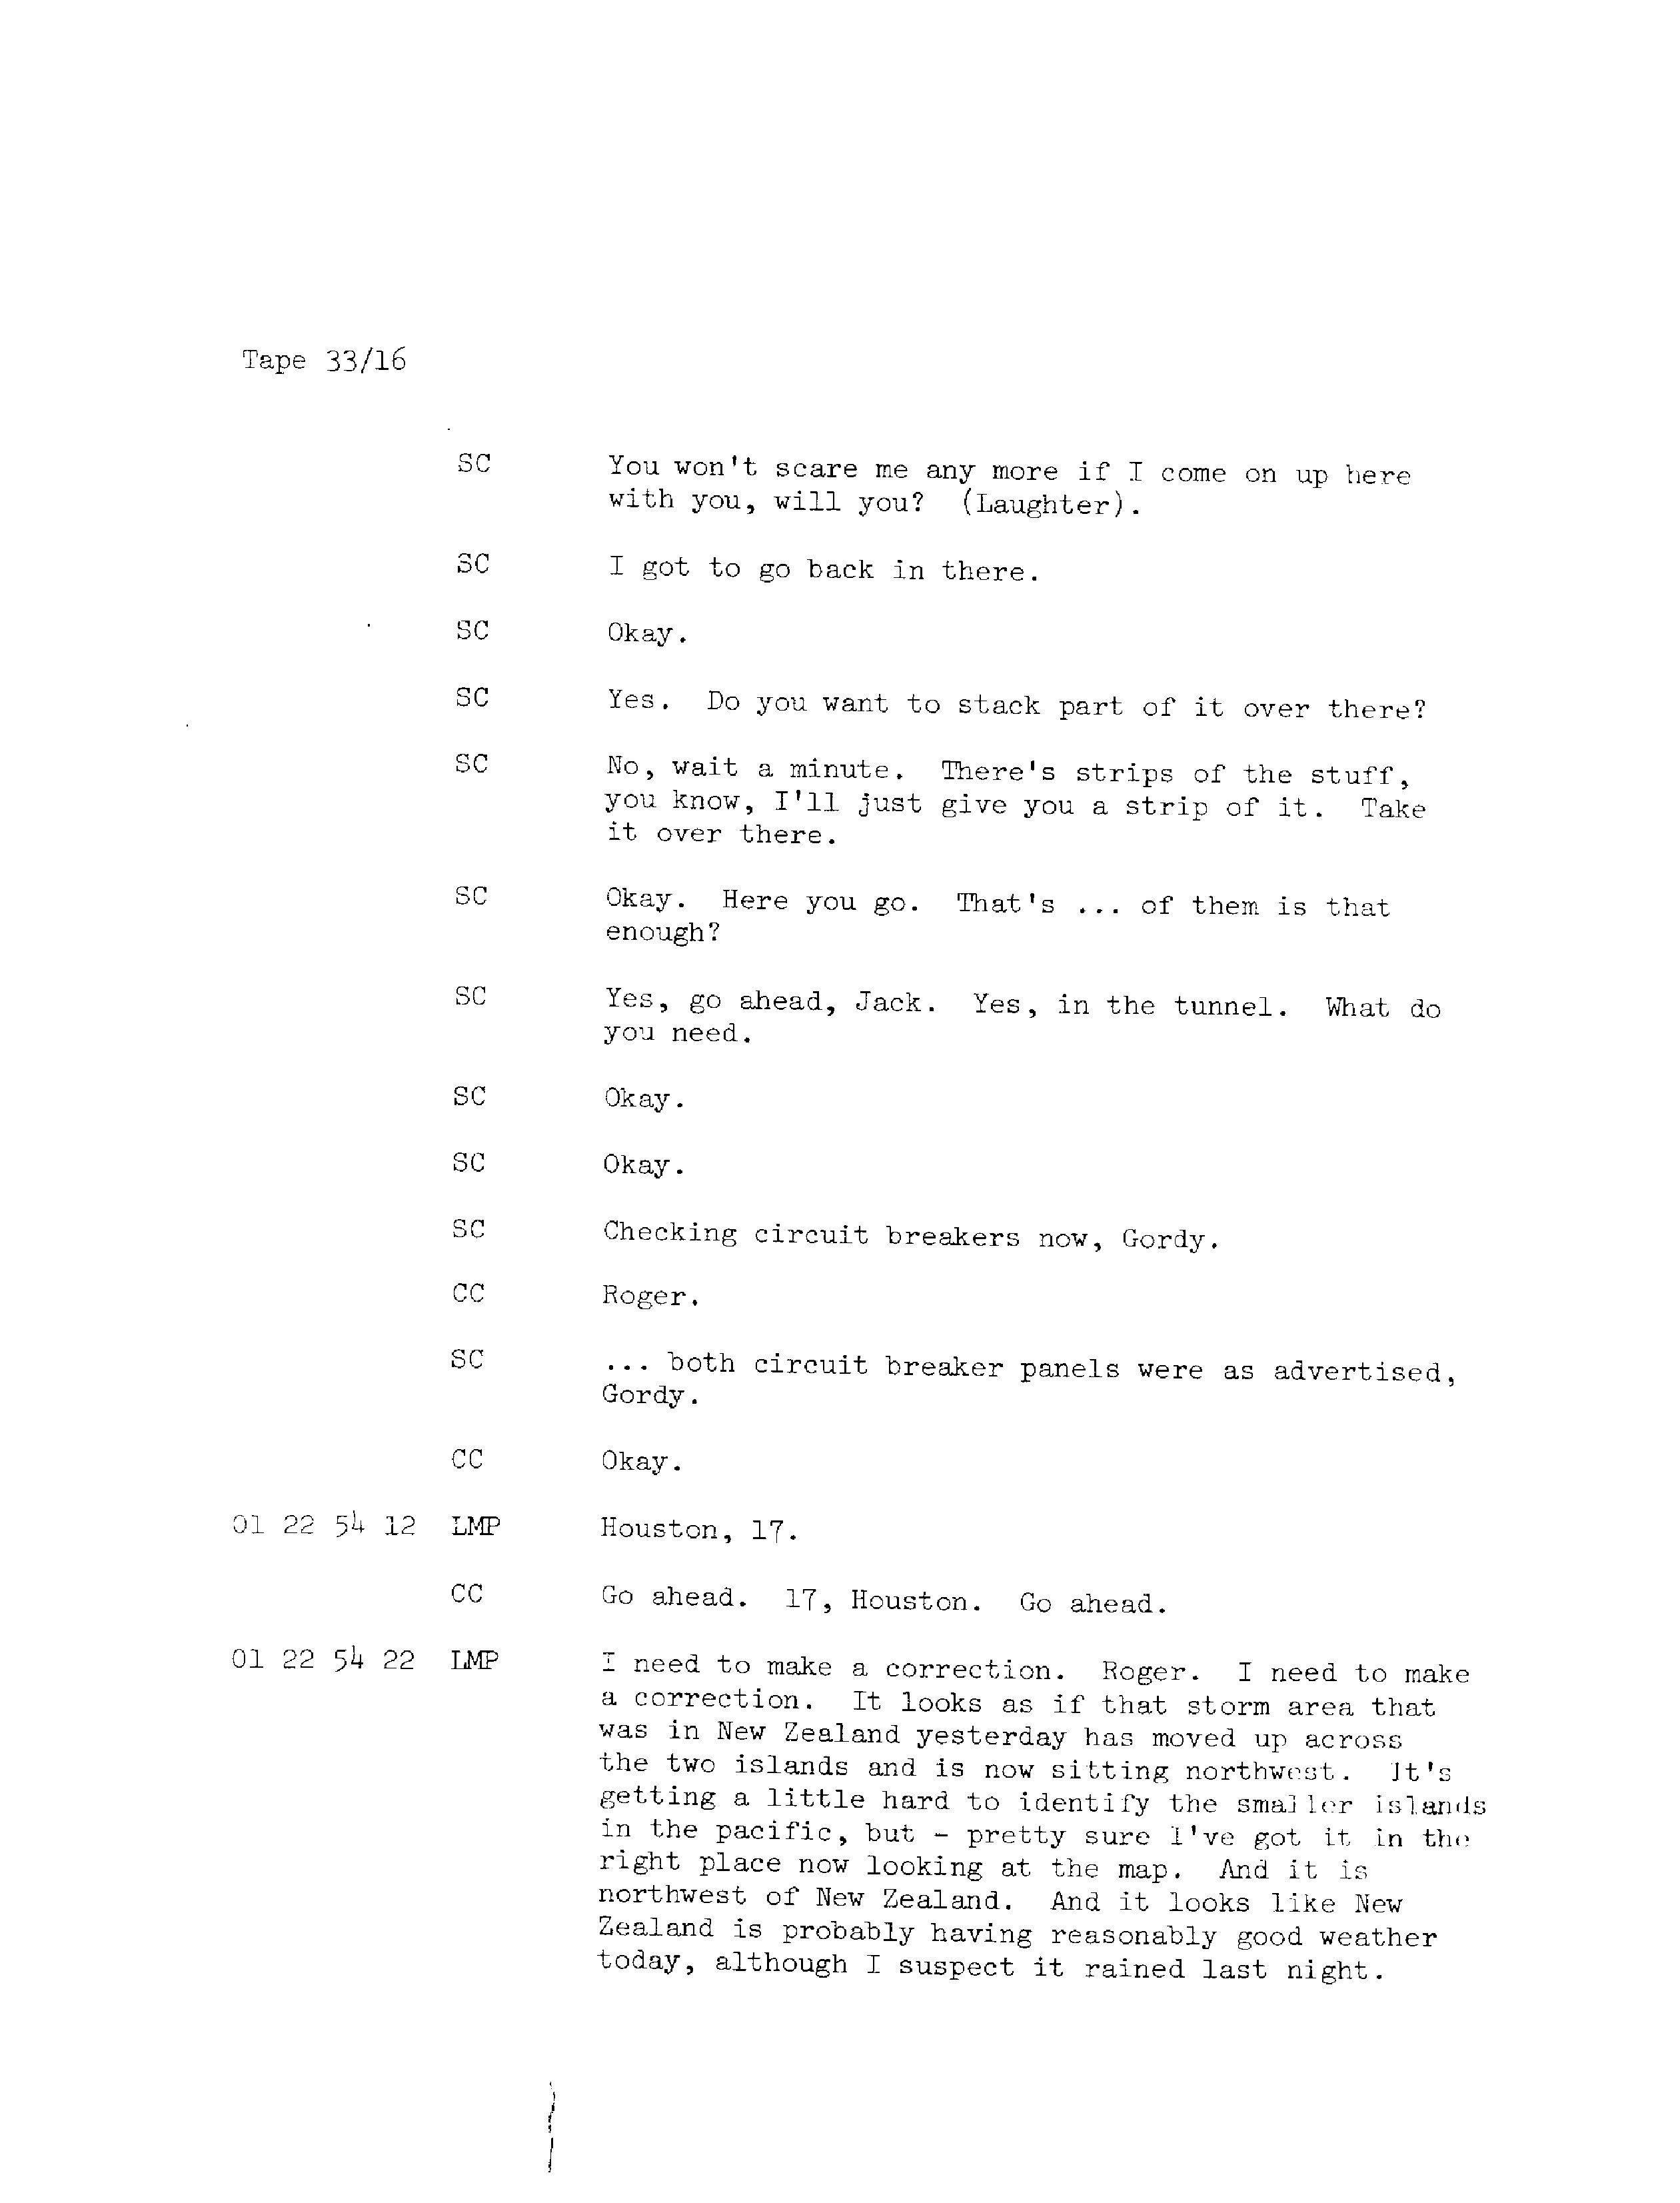 Tape 33/16
SC You won't scare me any more if I come on up here
with you, will you? (Laughter).
SC I got to go back in there.
SC Okay.
SC Yes. Do you want to stack part of it over there?
SC No, wait a minute. There's strips of the stuff,
you know, I'll just give you a strip of it. Take
it over there.
SC Okay. Here you go. That's ... of them is that
enough?
SC Yes, go ahead, Jack. Yes, in the tunnel. What do
you need.
SC Okay.
SC Okay.
SC Checking circuit breakers now, Gordy.
CC Roger.
SC ... both circuit breaker panels were as advertised,
Gordy.
CC Okay.
01 22 54 12 LMP Houston, 17.
CC Go ahead. 17, Houston. Go ahead.
01 22 54 22 LMP I need to make a correction. Roger. I need to make
a correction. It looks as if that storm area that
was in New Zealand yesterday has moved up across
the two islands and is now sitting northwest. It's
getting a little hard to identify the smaller islands
in the pacific, but - pretty sure I've got it in the
right place now looking at the map. And it is
northwest of New Zealand. And it looks like New
Zealand is probably having reasonably good weather
today, although I suspect it rained last night.